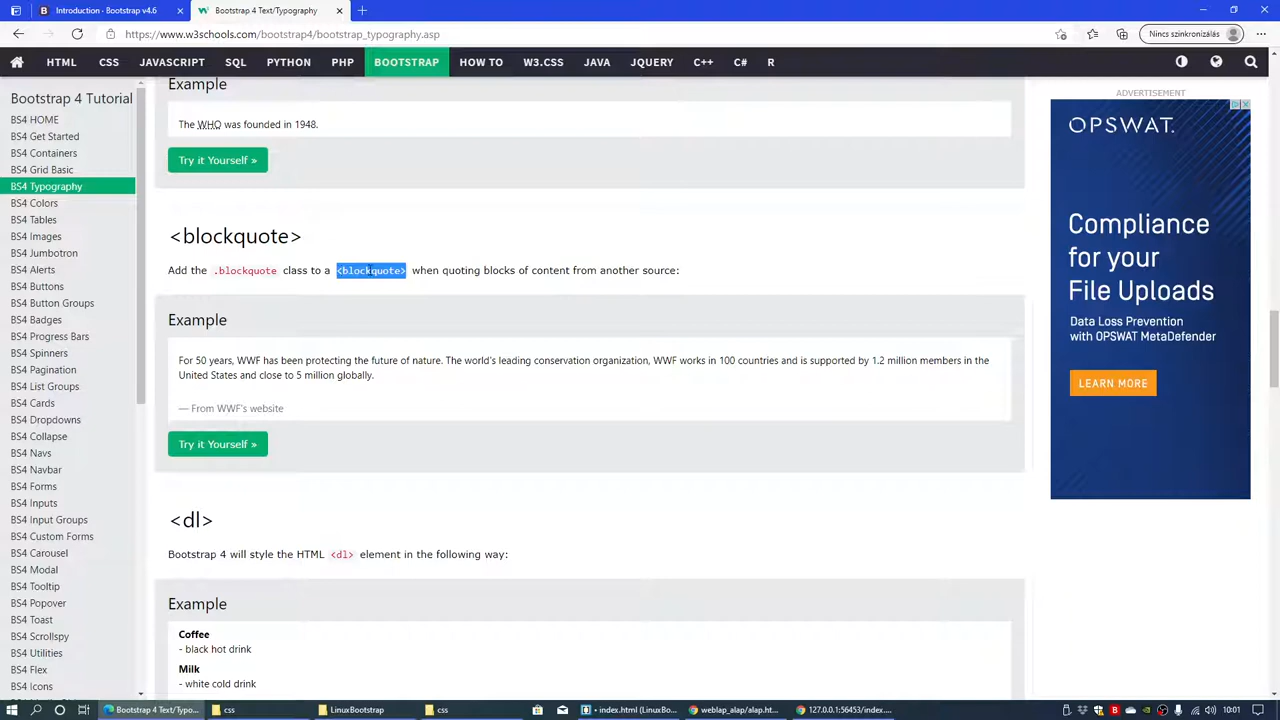 Introduction · Bootstrap v4.6
Bootstrap 4 Text/Typography
https://www.w3schools.com/bootstrap4/bootstrap_typography.asp
Nincs szinkronizálás
HTML CSS JAVASCRIPT SQL PYTHON PHP BOOTSTRAP HOW TO W3.CSS JAVA JQUERY C++ C# R
Bootstrap 4 Tutorial
BS4 HOME
BS4 Get Started
BS4 Containers
BS4 Grid Basic
BS4 Typography
BS4 Colors
BS4 Tables
BS4 Images
BS4 Jumbotron
BS4 Alerts
BS4 Buttons
BS4 Button Groups
BS4 Badges
BS4 Progress Bars
BS4 Spinners
BS4 Pagination
BS4 List Groups
BS4 Cards
BS4 Dropdowns
BS4 Collapse
BS4 Navs
BS4 Navbar
BS4 Forms
BS4 Inputs
BS4 Input Groups
BS4 Custom Forms
BS4 Carousel
BS4 Modal
BS4 Tooltip
BS4 Popover
BS4 Toast
BS4 Scrollspy
BS4 Utilities
BS4 Flex
BS4 Icons
Example
The WHO was founded in 1948.
Try it Yourself »
<blockquote>
Add the .blockquote class to a <blockquote> when quoting blocks of content from another source:
Example
For 50 years, WWF has been protecting the future of nature. The world's leading conservation organization, WWF works in 100 countries and is supported by 1.2 million members in the
United States and close to 5 million globally.
— From WWF's website
Try it Yourself »
<dl>
Bootstrap 4 will style the HTML <dl> element in the following way:
Example
Coffee
- black hot drink
Milk
- white cold drink
ADVERTISEMENT
OPSWAT.
Compliance
for your
File Uploads
Data Loss Prevention
with OPSWAT MetaDefender
LEARN MORE
Bootstrap 4 Text/Typo...
css
LinuxBootstrap
css
• index.html (LinuxBo...
weblap_alap/alap.ht...
127.0.0.1:56453/index....
10:01